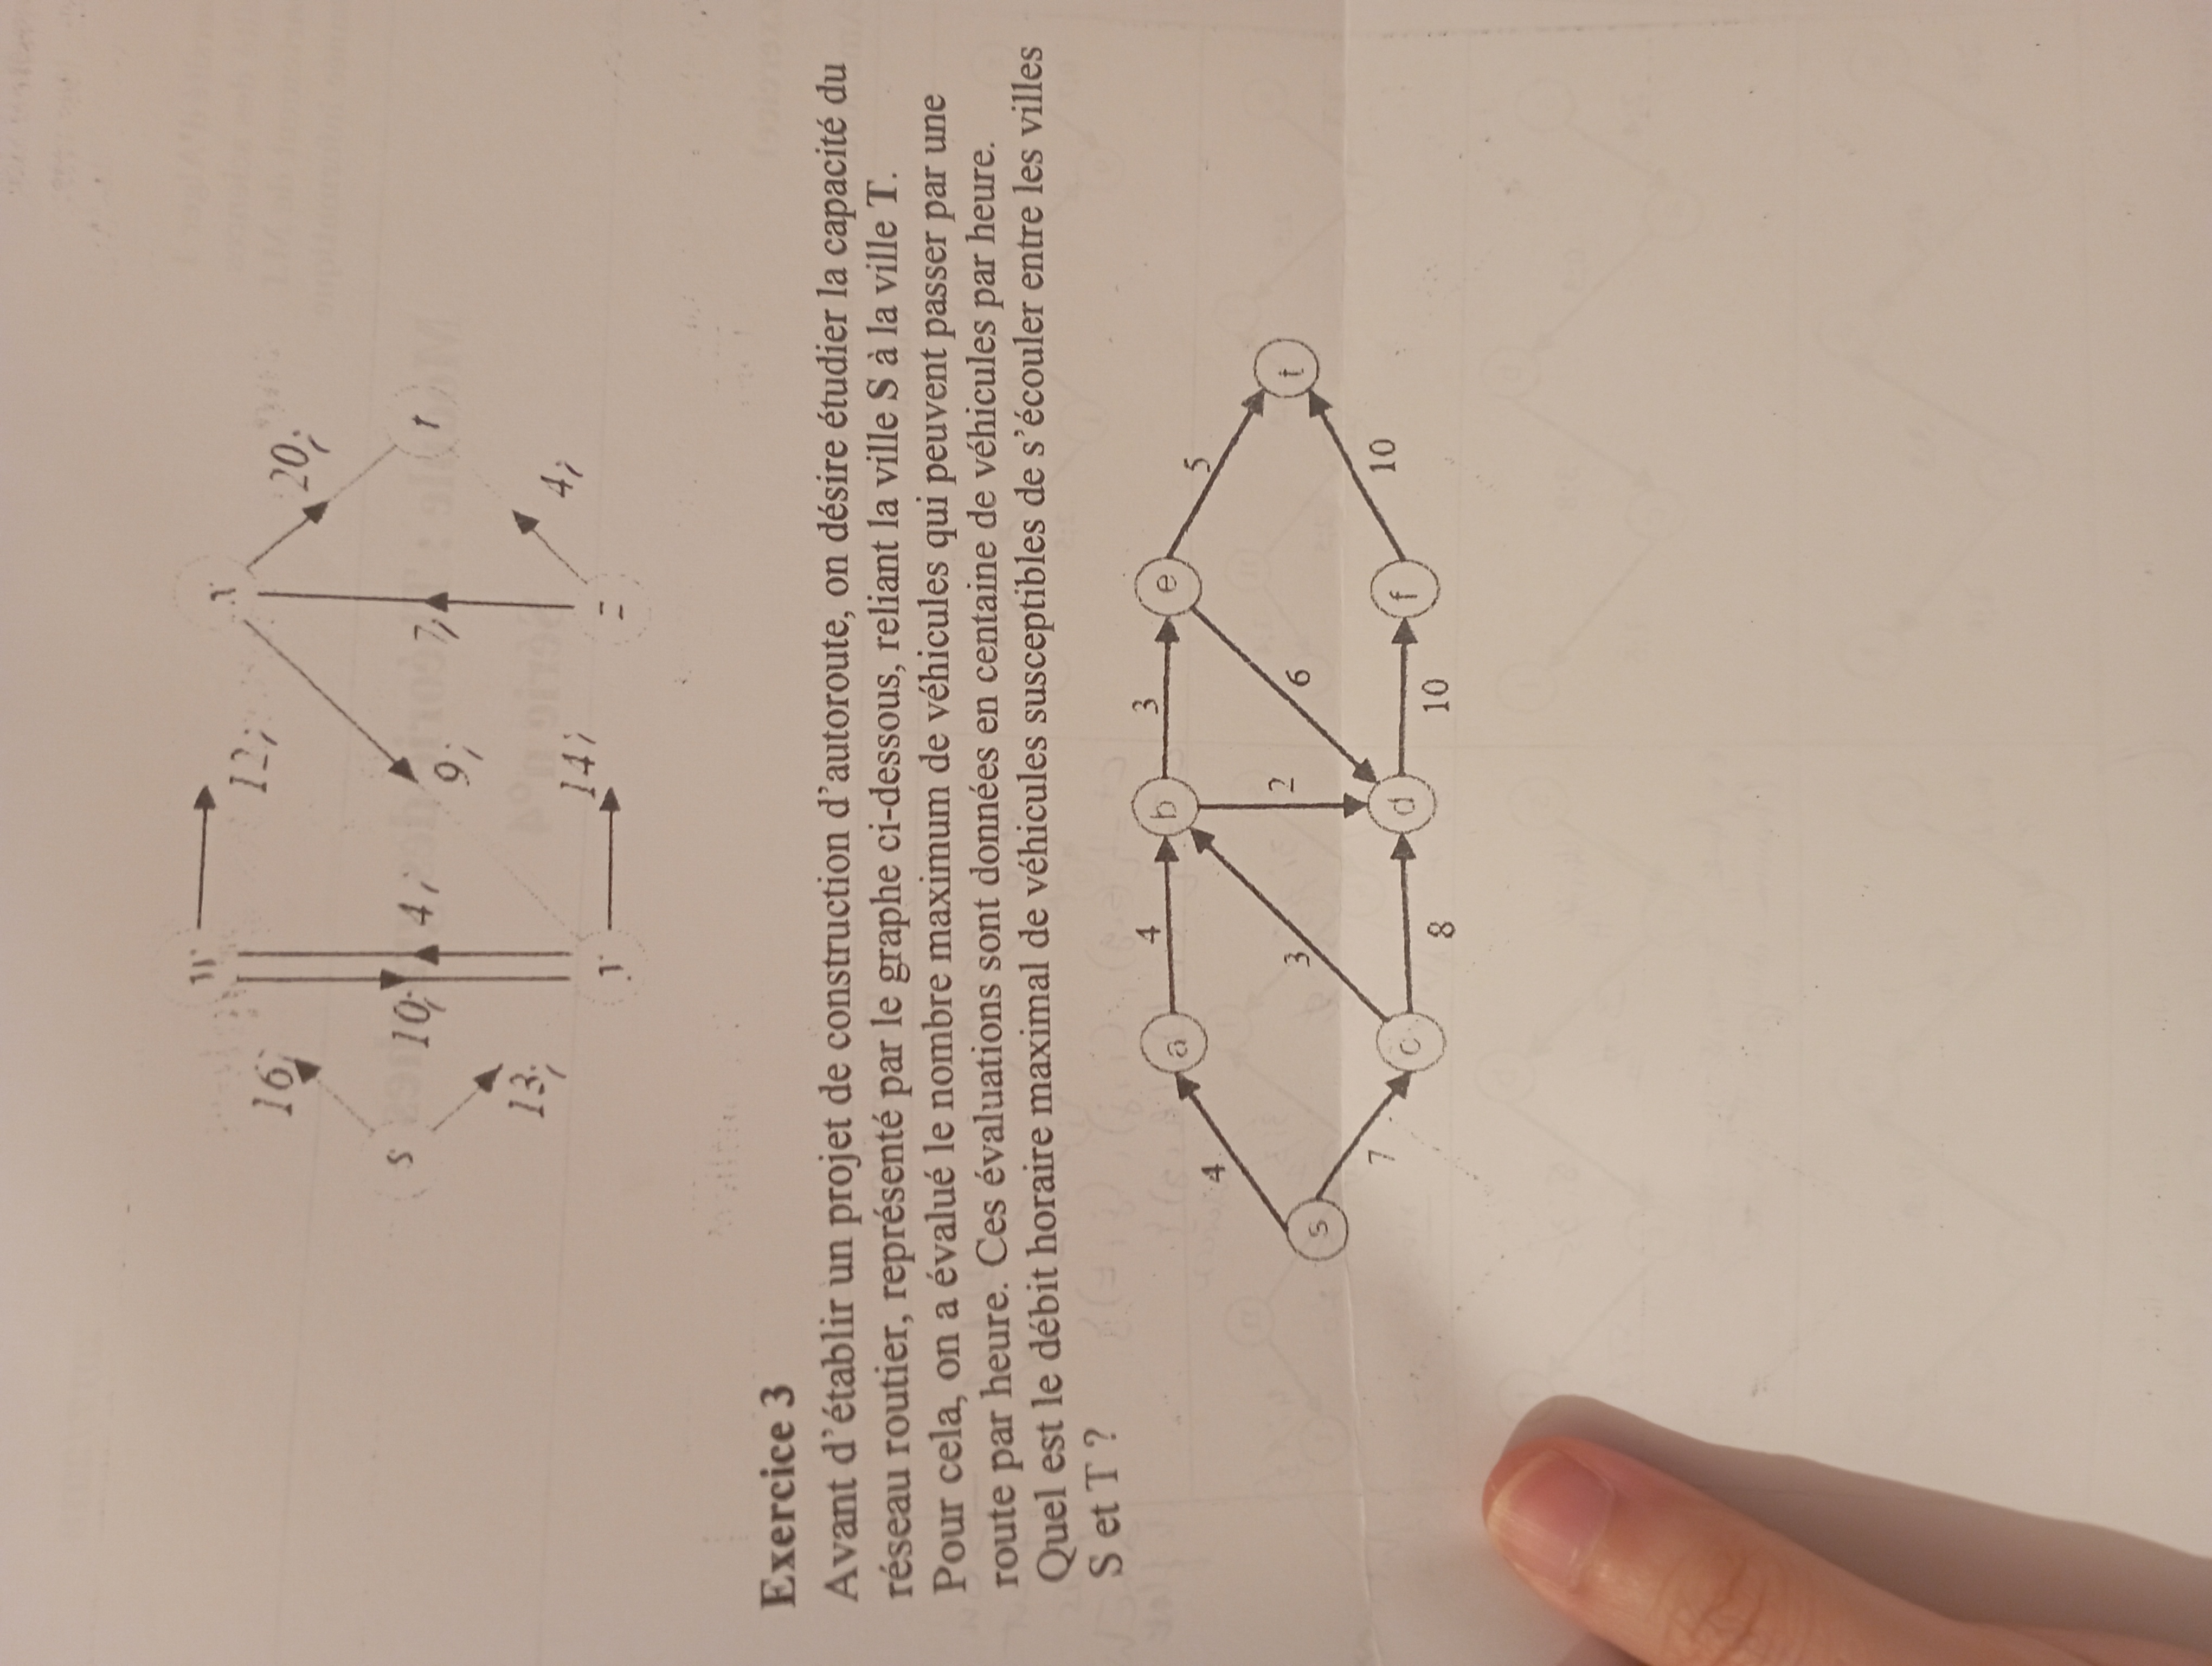 w
x
16;
12;
20;
s
10;
4;
9;
7;
t
13;
14;
4;
y
z
Exercice 3
Avant d'établir un projet de construction d'autoroute, on désire étudier la capacité du
réseau routier, représenté par le graphe ci-dessous, reliant la ville S à la ville T.
Pour cela, on a évalué le nombre maximum de véhicules qui peuvent passer par une
route par heure. Ces évaluations sont données en centaine de véhicules par heure.
Quel est le débit horaire maximal de véhicules susceptibles de s'écouler entre les villes
S et T ?
4
3
a
b
e
4
5
3
2
6
t
s
7
10
c
d
f
8
10